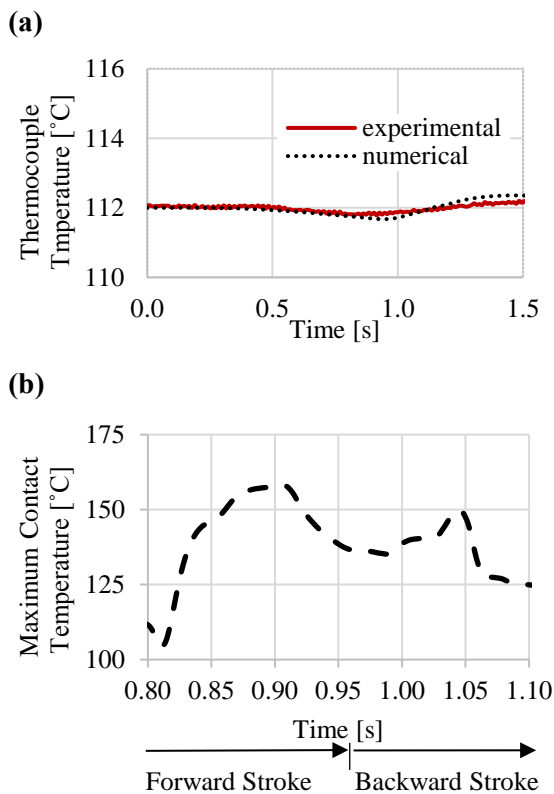 (a)
Thermocouple
Tmperature [˚C]
116
114
112
110
experimental
numerical
0.0
0.5
1.0
1.5
Time [s]
(b)
Maximum Contact
Temperature [˚C]
175
150
125
100
0.80
0.85
0.90
0.95
1.00
1.05
1.10
Time [s]
Forward Stroke
Backward Stroke